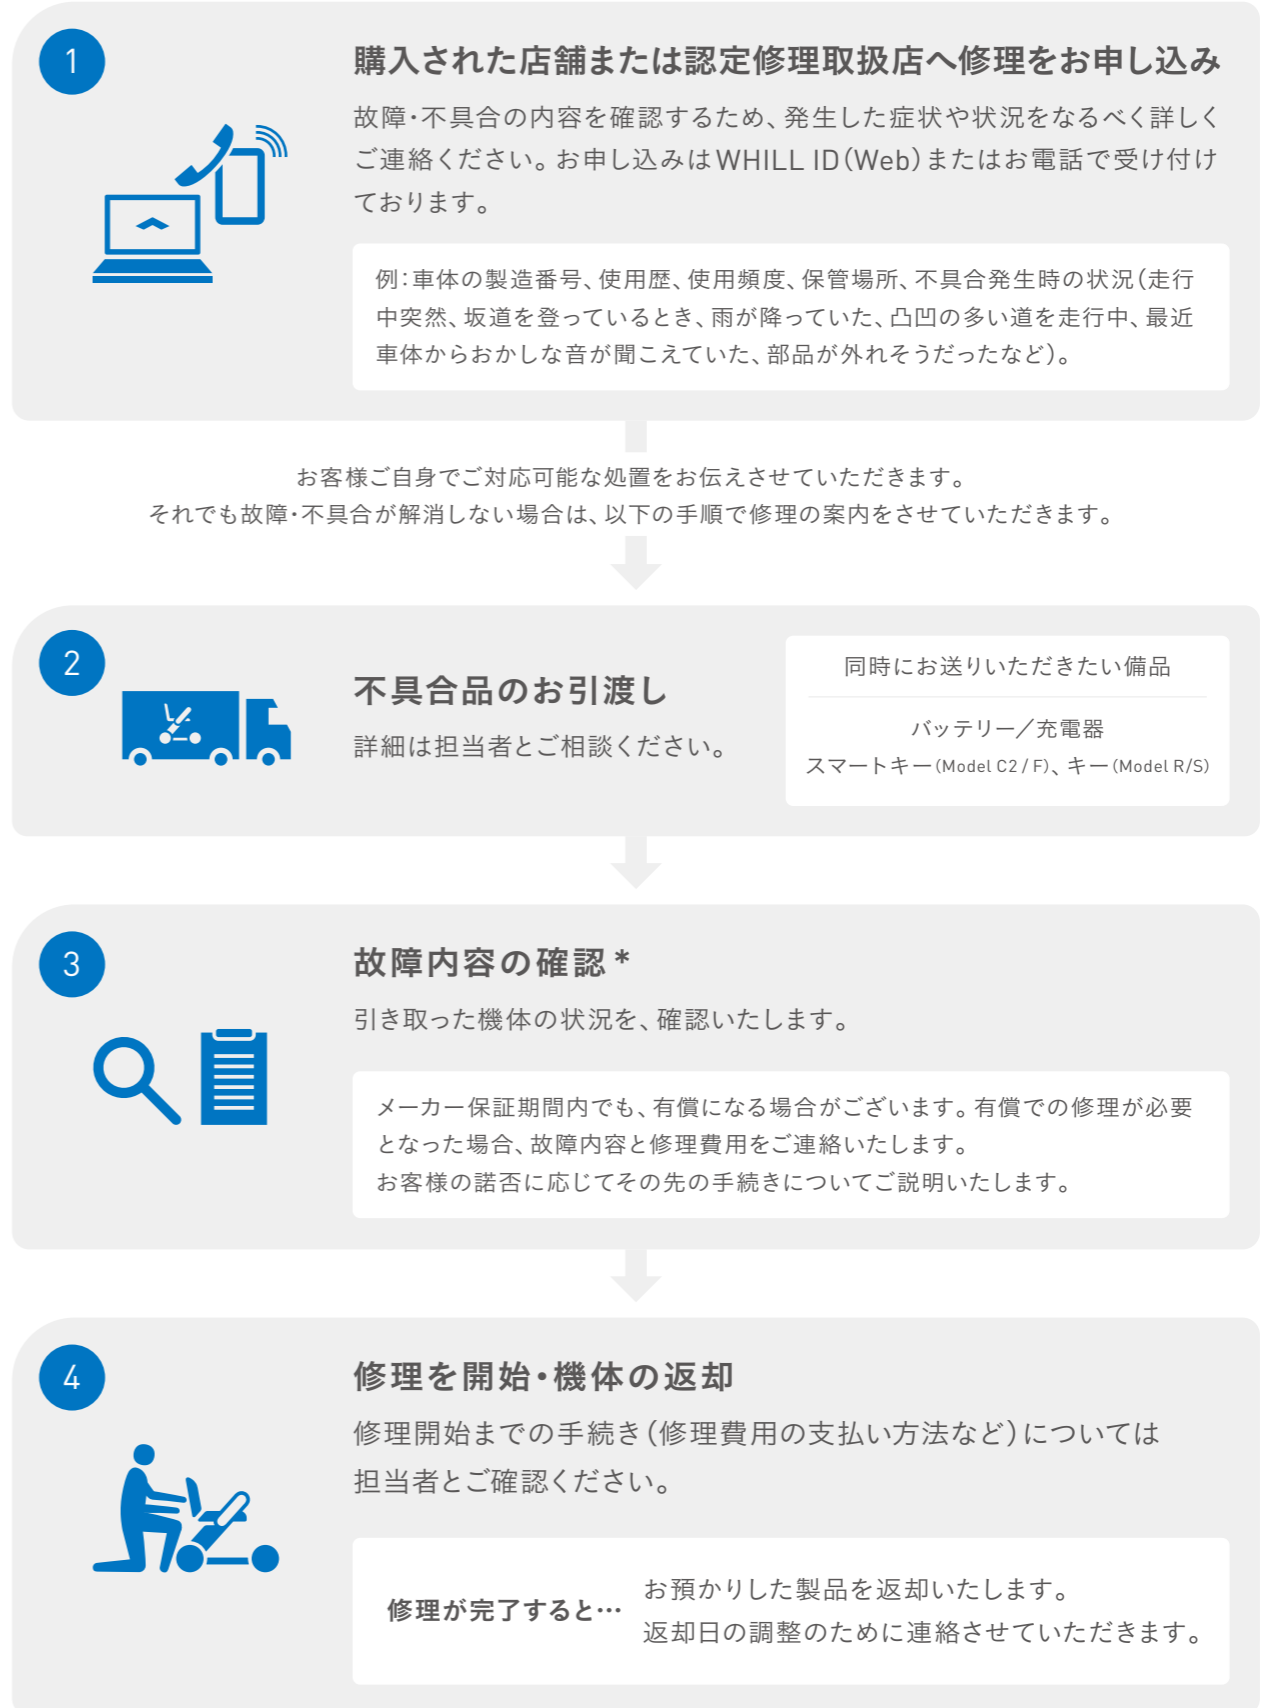 1
購入された店舗または認定修理取扱店へ修理をお申し込み
故障・不具合の内容を確認するため、発生した症状や状況をなるべく詳しく
ご連絡ください。お申し込みはWHILL ID(Web)またはお電話で受け付け
ております。
例:車体の製造番号、使用歴、使用頻度、保管場所、不具合発生時の状況(走行
中突然、坂道を登っているとき、雨が降っていた、凸凹の多い道を走行中、最近
車体からおかしな音が聞こえていた、部品が外れそうだったなど)。
お客様ご自身でご対応可能な処置をお伝えさせていただきます。
それでも故障・不具合が解消しない場合は、以下の手順で修理の案内をさせていただきます。
2
不具合品のお引渡し
詳細は担当者とご相談ください。
同時にお送りいただきたい備品
バッテリー/充電器
スマートキー(Model C2 / F)、キー(Model R/S)
3
故障内容の確認*
引き取った機体の状況を、確認いたします。
メーカー保証期間内でも、有償になる場合がございます。有償での修理が必要
となった場合、故障内容と修理費用をご連絡いたします。
お客様の諾否に応じてその先の手続きについてご説明いたします。
4
修理を開始・機体の返却
修理開始までの手続き(修理費用の支払い方法など)については
担当者とご確認ください。
修理が完了すると…
お預かりした製品を返却いたします。
返却日の調整のために連絡させていただきます。